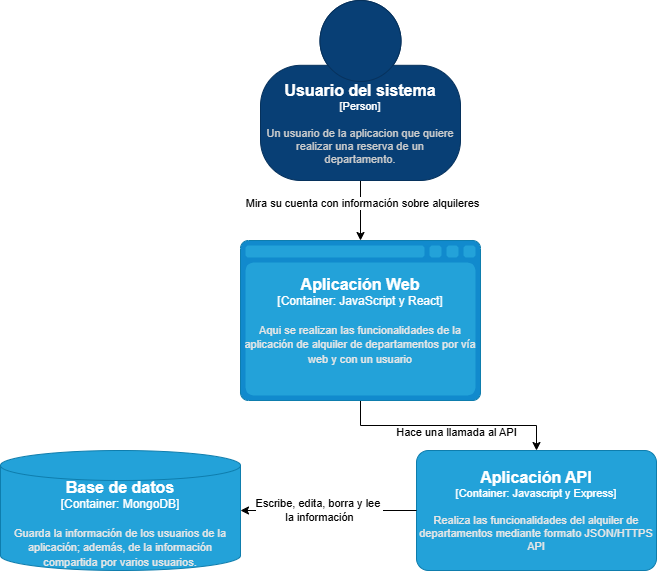 Usuario del sistema
[Person]
Un usuario de la aplicacion que quiere
realizar una reserva de un
departamento.
Mira su cuenta con información sobre alquileres
Aplicación Web
[Container: JavaScript y React]
Aqui se realizan las funcionalidades de la
aplicación de alquiler de departamentos por vía
web y con un usuario
Hace una llamada al API
Base de datos
[Container: MongoDB]
Guarda la información de los usuarios de la
aplicación; además, de la información
compartida por varios usuarios.
Escribe, edita, borra y lee
la información
Aplicación API
[Container: Javascript y Express]
Realiza las funcionalidades del alquiler de
departamentos mediante formato JSON/HTTPS
API